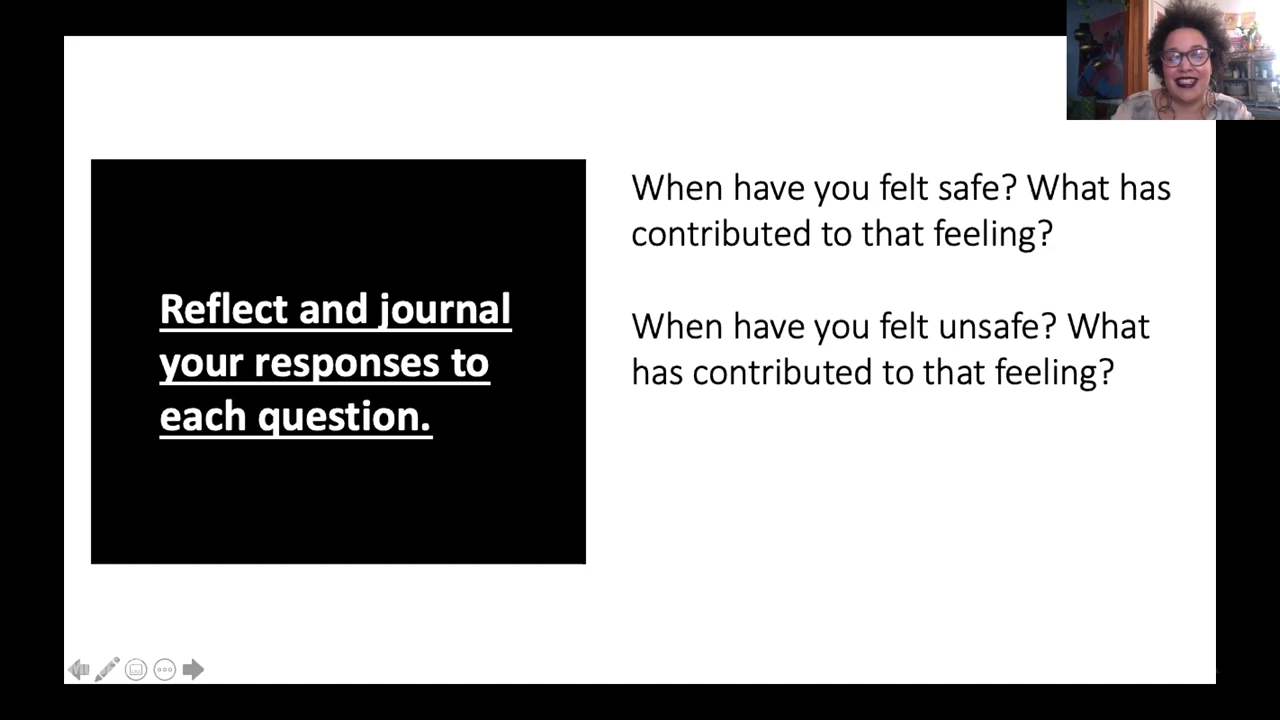 Reflect and journal
your responses to
each question.
When have you felt safe? What has
contributed to that feeling?
When have you felt unsafe? What
has contributed to that feeling?